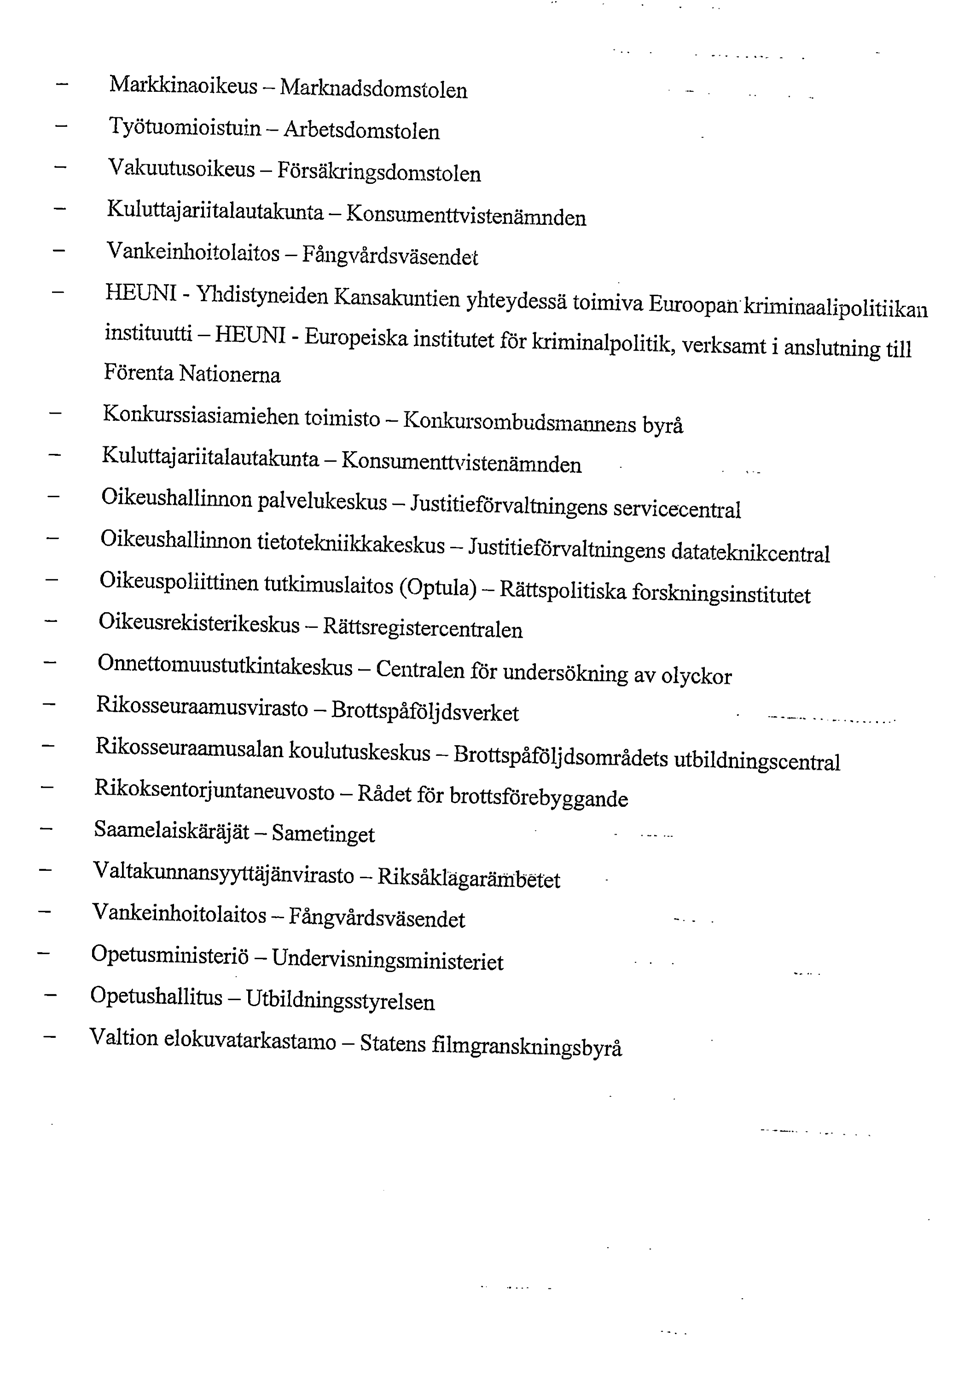 – Markkinaoikeus – Marknadsdomstolen
– Työtuomioistuin – Arbetsdomstolen
– Vakuutusoikeus – Försäkringsdomstolen
– Kuluttajariitalautakunta – Konsumenttvistenämnden
– Vankeinhoitolaitos – Fångvårdsväsendet
– HEUNI - Yhdistyneiden Kansakuntien yhteydessä toimiva Euroopan kriminaalipolitiikan
instituutti – HEUNI - Europeiska institutet för kriminalpolitik, verksamt i anslutning till
Förenta Nationerna
– Konkurssiasiamiehen toimisto – Konkursombudsmannens byrå
– Kuluttajariitalautakunta – Konsumenttvistenämnden
– Oikeushallinnon palvelukeskus – Justitieförvaltningens servicecentral
– Oikeushallinnon tietotekniikkakeskus – Justitieförvaltningens datateknikcentral
– Oikeuspoliittinen tutkimuslaitos (Optula) – Rättspolitiska forskningsinstitutet
– Oikeusrekisterikeskus – Rättsregistercentralen
– Onnettomuustutkintakeskus – Centralen för undersökning av olyckor
– Rikosseuraamusvirasto – Brottspåföljdsverket
– Rikosseuraamusalan koulutuskeskus – Brottspåföljdsområdets utbildningscentral
– Rikoksentorjuntaneuvosto – Rådet för brottsförebyggande
– Saamelaiskäräjät – Sametinget
– Valtakunnansyyttäjänvirasto – Riksåklagarämbetet
– Vankeinhoitolaitos – Fångvårdsväsendet
– Opetusministeriö – Undervisningsministeriet
– Opetushallitus – Utbildningsstyrelsen
– Valtion elokuvatarkastamo – Statens filmgranskningsbyrå